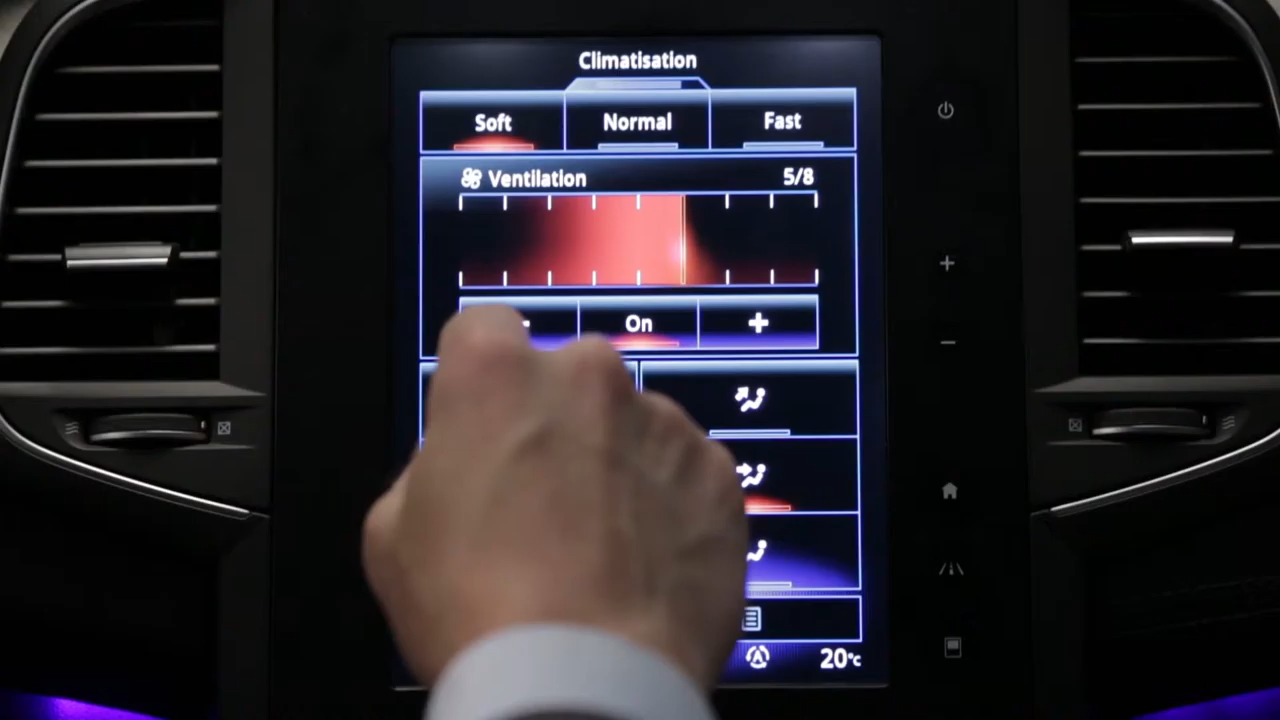 Climatisation
Soft Normal Fast
Ventilation 5/8
- On +
20°C